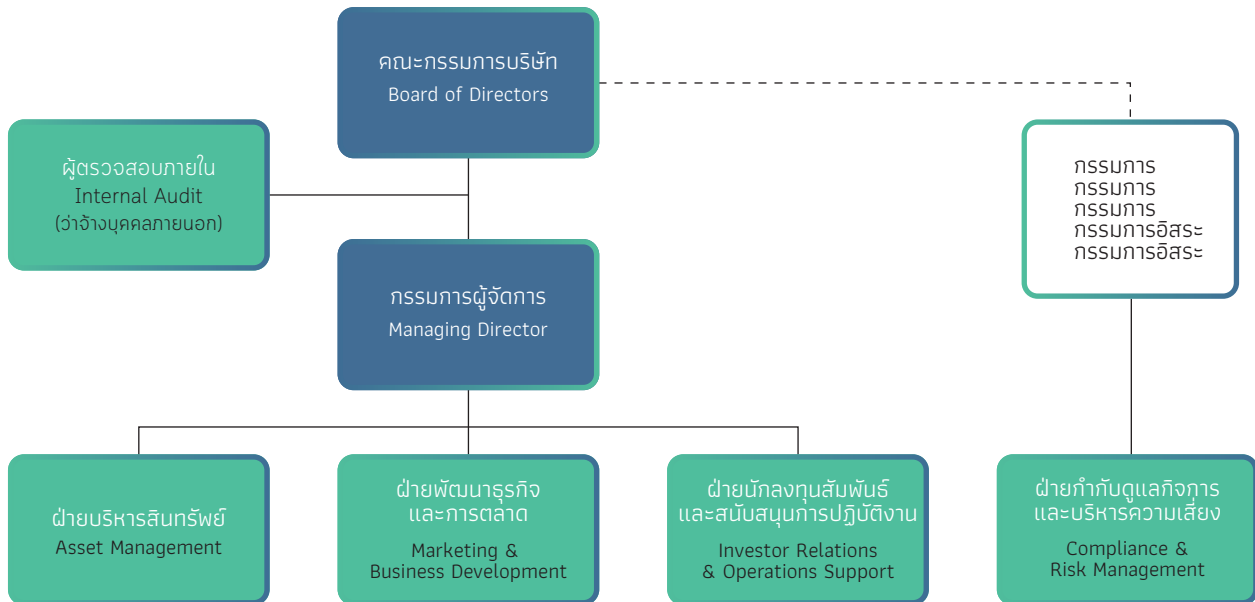 คณะกรรมการบริษัท
Board of Directors
ผู้ตรวจสอบภายใน
Internal Audit
(ว่าจ้างบุคคลภายนอก)
กรรมการ
กรรมการ
กรรมการ
กรรมการอิสระ
กรรมการอิสระ
กรรมการผู้จัดการ
Managing Director
ฝ่ายบริหารสินทรัพย์
Asset Management
ฝ่ายพัฒนาธุรกิจ
และการตลาด
Marketing &
Business Development
ฝ่ายนักลงทุนสัมพันธ์
และสนับสนุนการปฏิบัติงาน
Investor Relations
& Operations Support
ฝ่ายกำกับดูแลกิจการ
และบริหารความเสี่ยง
Compliance &
Risk Management